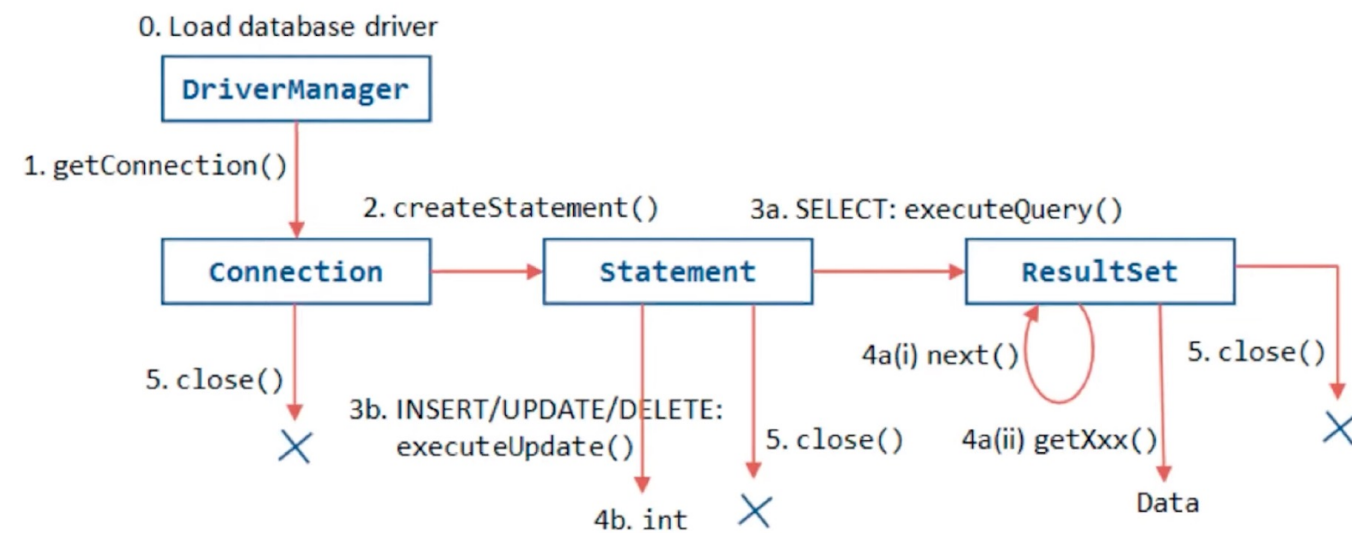 0. Load database driver
DriverManager
1. getConnection()
2. createStatement()
3a. SELECT: executeQuery()
Connection
Statement
ResultSet
4a(i) next()
5. close()
5. close()
3b. INSERT/UPDATE/DELETE:
executeUpdate()
5. close()
4a(ii) getXxx()
4b. int
Data